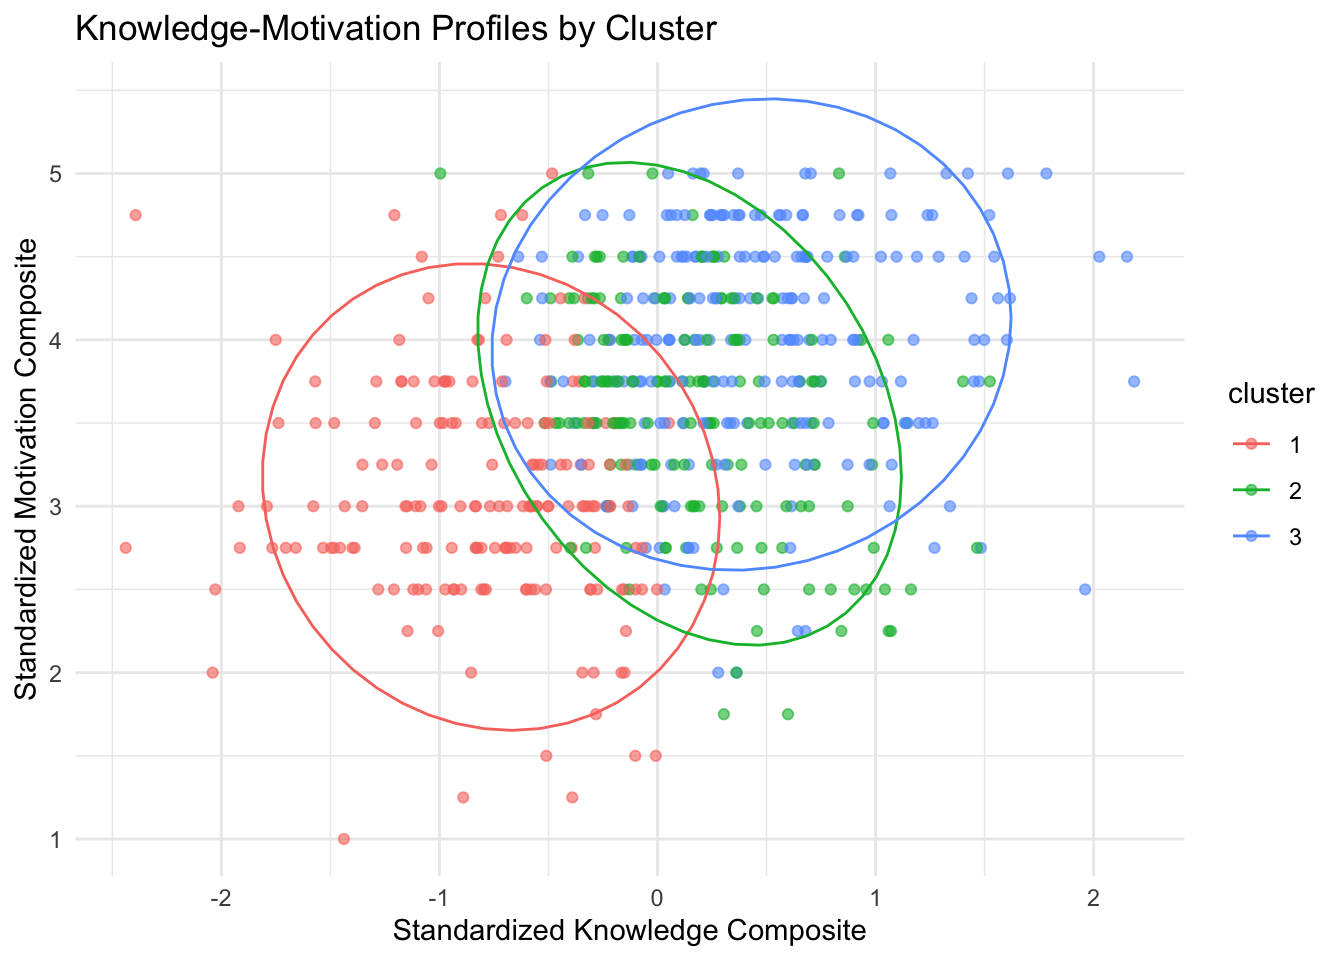 Knowledge-Motivation Profiles by Cluster
Standardized Motivation Composite
5
4
3
2
1
-2 -1 0 1 2
Standardized Knowledge Composite
cluster
1
2
3